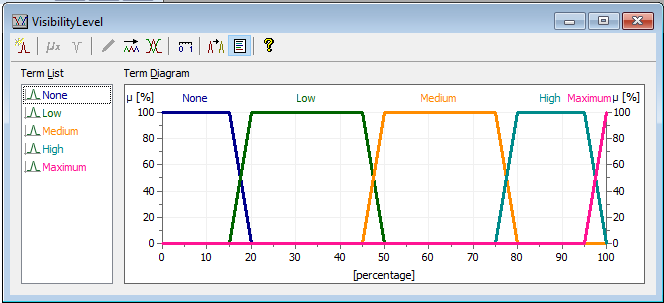 VisibilityLevel
Term List
Term Diagram
None
Low
Medium
High
Maximum
µ [%] None Low Medium High Maximum µ [%]
100 100
80 80
60 60
40 40
20 20
0 0
0 10 20 30 40 50 60 70 80 90 100
[percentage]